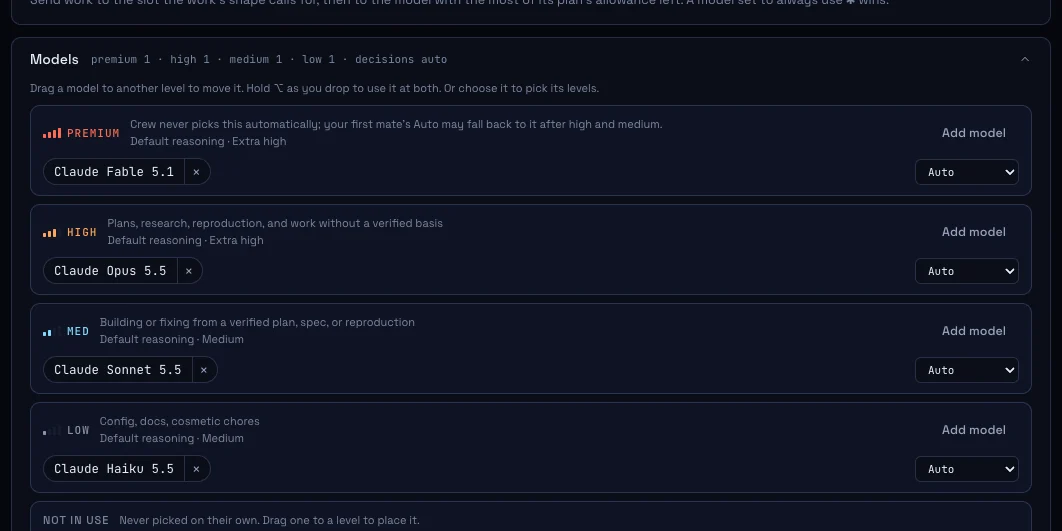 Send work to the slot the work's shape calls for, then to the model with the most of its plan's allowance left. A model set to always use ✱ wins.
Models premium 1 · high 1 · medium 1 · low 1 · decisions auto
Drag a model to another level to move it. Hold ⌥ as you drop to use it at both. Or choose it to pick its levels.
PREMIUM Crew never picks this automatically; your first mate's Auto may fall back to it after high and medium.
Default reasoning · Extra high
Add model
Claude Fable 5.1 ×
Auto
HIGH Plans, research, reproduction, and work without a verified basis
Default reasoning · Extra high
Add model
Claude Opus 5.5 ×
Auto
MED Building or fixing from a verified plan, spec, or reproduction
Default reasoning · Medium
Add model
Claude Sonnet 5.5 ×
Auto
LOW Config, docs, cosmetic chores
Default reasoning · Medium
Add model
Claude Haiku 5.5 ×
Auto
NOT IN USE Never picked on their own. Drag one to a level to place it.